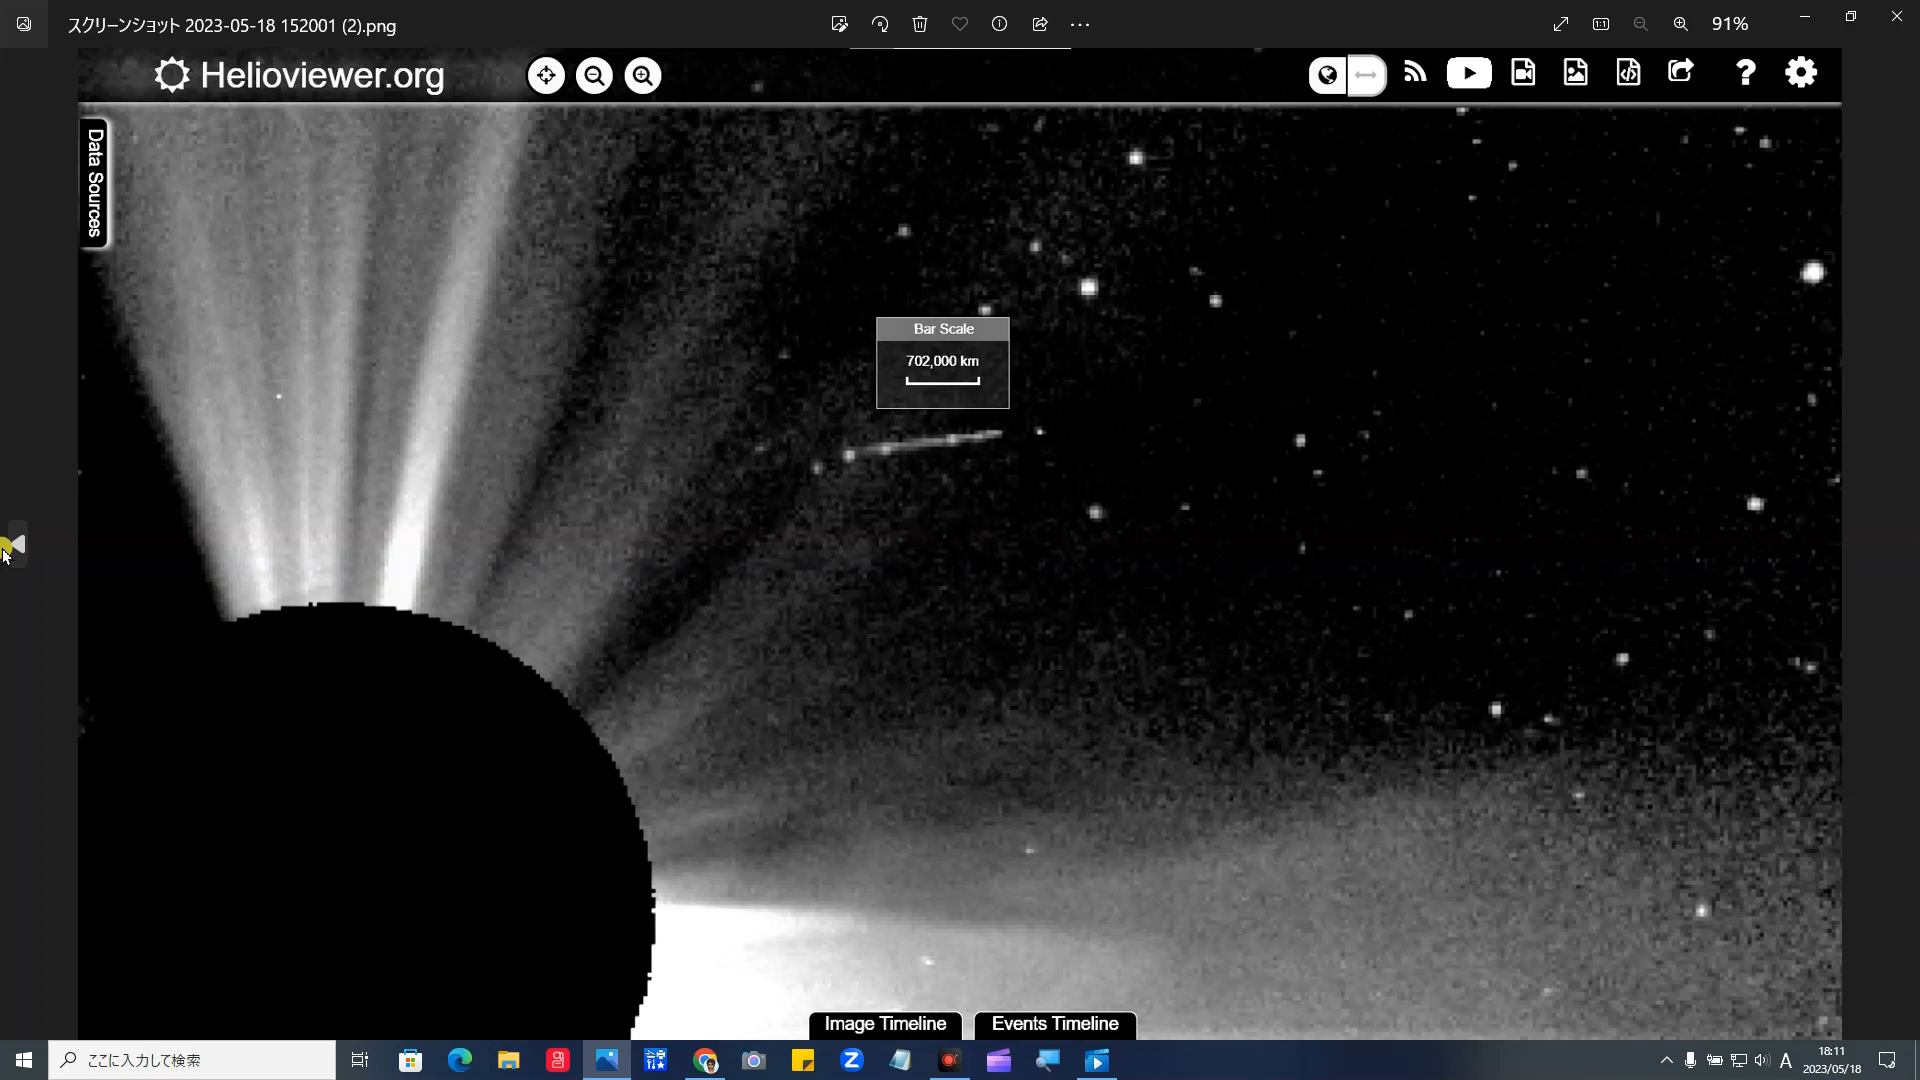 スクリーンショット 2023-05-18 152001 (2).png
91%
Helioviewer.org
Data Sources
Bar Scale
702,000 km
Image Timeline
Events Timeline
ここに入力して検索
A
18:11
2023/05/18